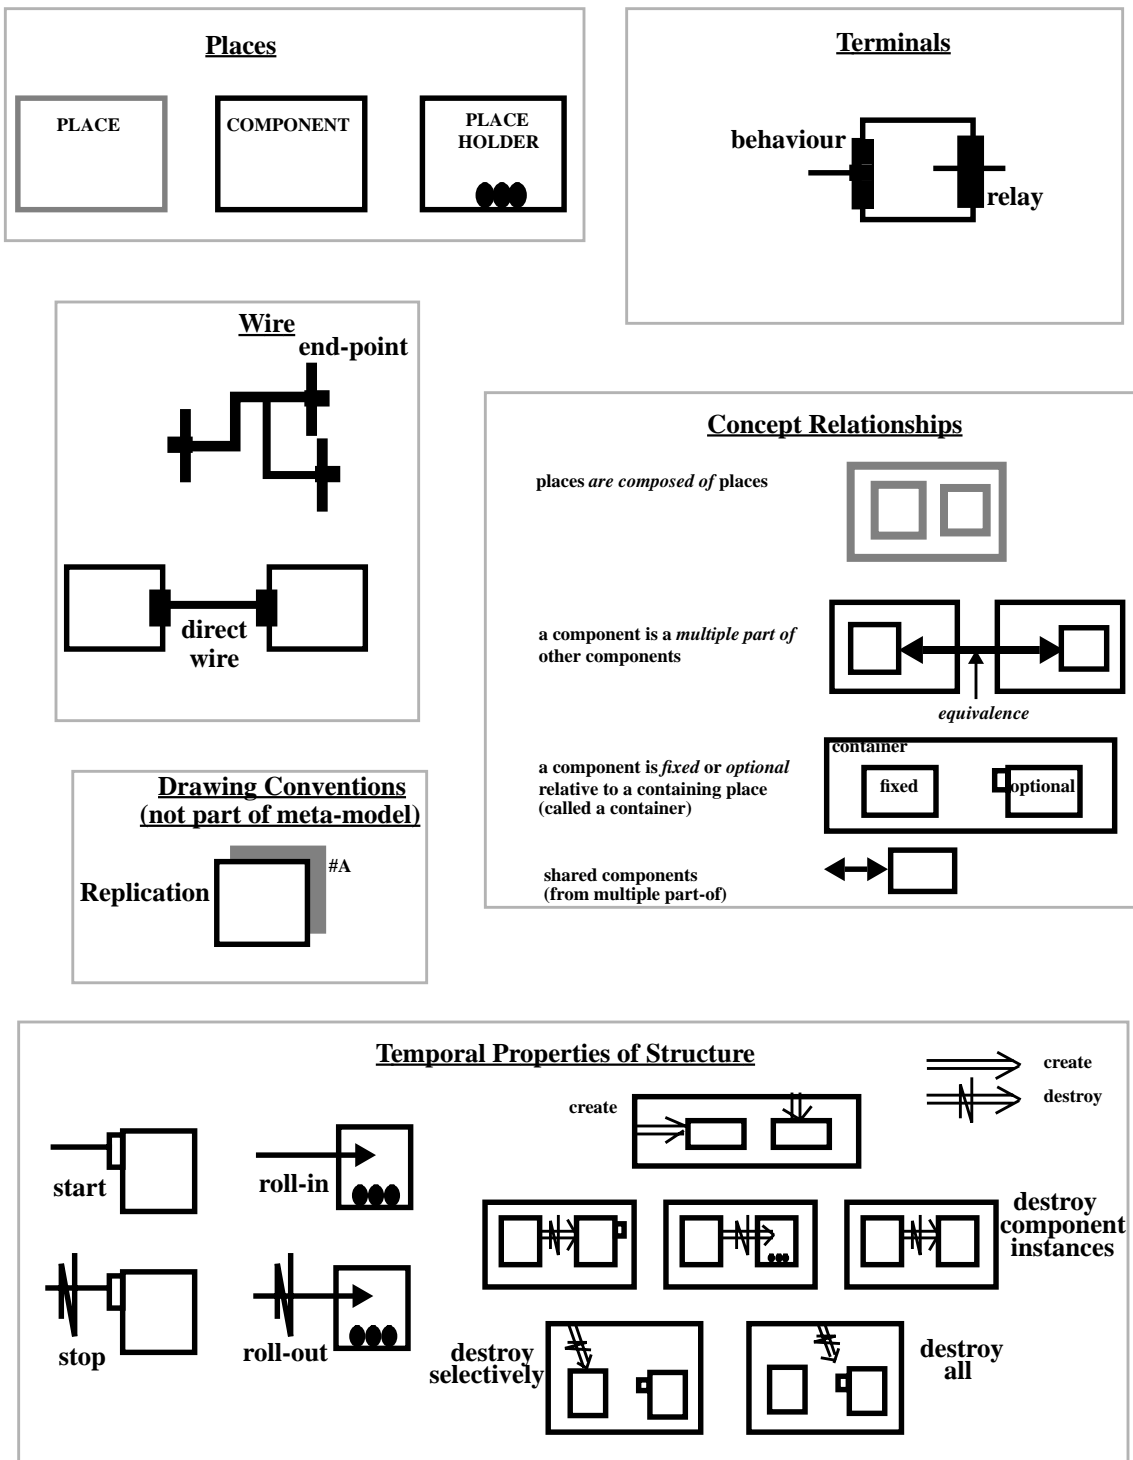 Places
PLACE
COMPONENT
PLACE
HOLDER
Terminals
behaviour
relay
Wire
end-point
direct
wire
Concept Relationships
places are composed of places
a component is a multiple part of
other components
equivalence
container
a component is fixed or optional
relative to a containing place
(called a container)
fixed
optional
shared components
(from multiple part-of)
Drawing Conventions
(not part of meta-model)
#A
Replication
Temporal Properties of Structure
create
destroy
create
start
roll-in
destroy
component
instances
stop
roll-out
destroy
selectively
destroy
all